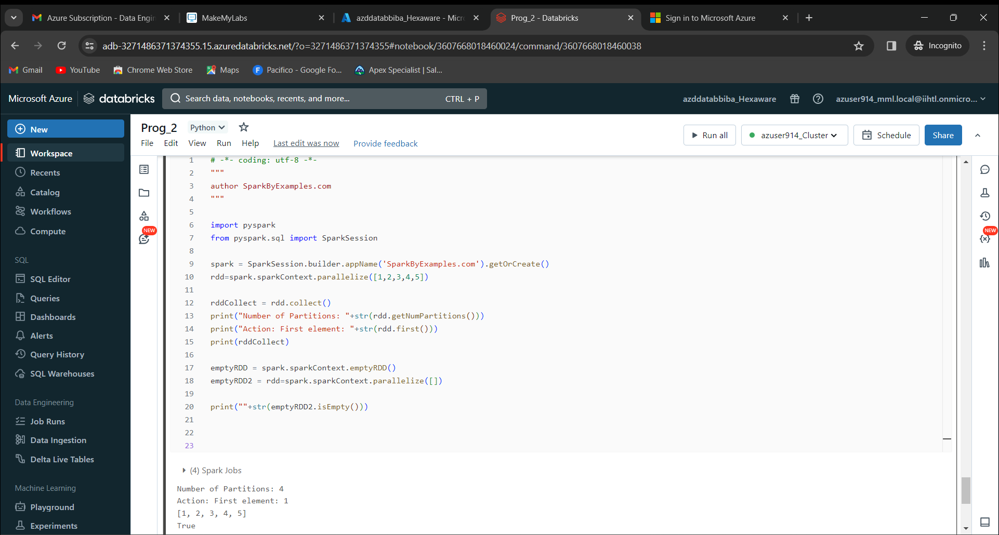 Azure Subscription - Data Engin
MakeMyLabs
azddatabbiba_Hexaware - Micro
Prog_2 - Databricks
Sign in to Microsoft Azure
adb-3271486371374355.15.azuredatabricks.net/?o=3271486371374355#notebook/3607668018460024/command/3607668018460038
Incognito
Gmail
YouTube
Chrome Web Store
Maps
F Pacifico - Google Fo...
Apex Specialist | Sal...
Microsoft Azure
databricks
Search data, notebooks, recents, and more...
CTRL + P
azddatabbiba_Hexaware
azuser914_mml.local@iihtl.onmicro...
New
Workspace
Recents
Catalog
Workflows
Compute
SQL
SQL Editor
Queries
Dashboards
Alerts
Query History
SQL Warehouses
Data Engineering
Job Runs
Data Ingestion
Delta Live Tables
Machine Learning
Playground
Experiments
Prog_2
Python
File Edit View Run Help Last edit was now Provide feedback
Run all
azuser914_Cluster
Schedule
Share
NEW
NEW
1 # -*- coding: utf-8 -*-
2 """
3 author SparkByExamples.com
4 """
5
6 import pyspark
7 from pyspark.sql import SparkSession
8
9 spark = SparkSession.builder.appName('SparkByExamples.com').getOrCreate()
10 rdd=spark.sparkContext.parallelize([1,2,3,4,5])
11
12 rddCollect = rdd.collect()
13 print("Number of Partitions: "+str(rdd.getNumPartitions()))
14 print("Action: First element: "+str(rdd.first()))
15 print(rddCollect)
16
17 emptyRDD = spark.sparkContext.emptyRDD()
18 emptyRDD2 = rdd=spark.sparkContext.parallelize([])
19
20 print(""+str(emptyRDD2.isEmpty()))
21
22
23
(4) Spark Jobs
Number of Partitions: 4
Action: First element: 1
[1, 2, 3, 4, 5]
True